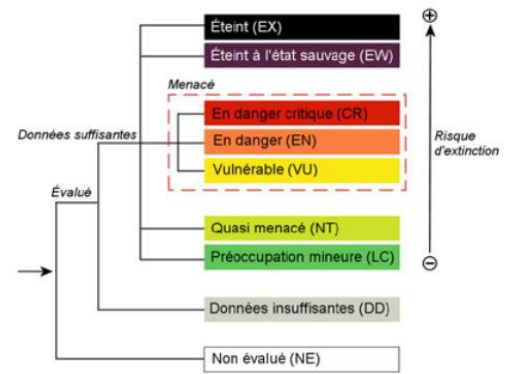 Éteint (EX)
Éteint à l'état sauvage (EW)
Menacé
En danger critique (CR)
Données suffisantes
En danger (EN)
Risque
d'extinction
Vulnérable (VU)
Évalué
Quasi menacé (NT)
Préoccupation mineure (LC)
Données insuffisantes (DD)
Non évalué (NE)